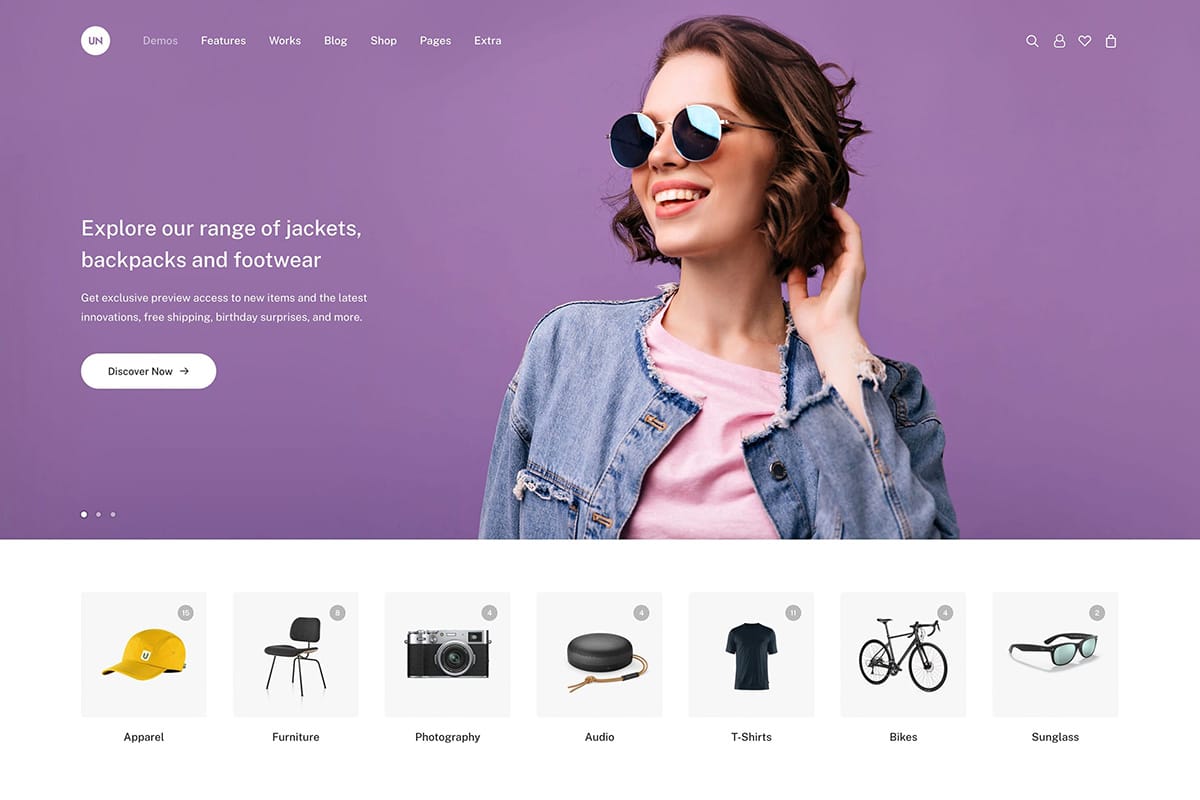 UN
Demos
Features
Works
Blog
Shop
Pages
Extra
Explore our range of jackets,
backpacks and footwear
Get exclusive preview access to new items and the latest
innovations, free shipping, birthday surprises, and more.
Discover Now →
15
8
4
4
11
4
2
U
Apparel
Furniture
Photography
Audio
T-Shirts
Bikes
Sunglass